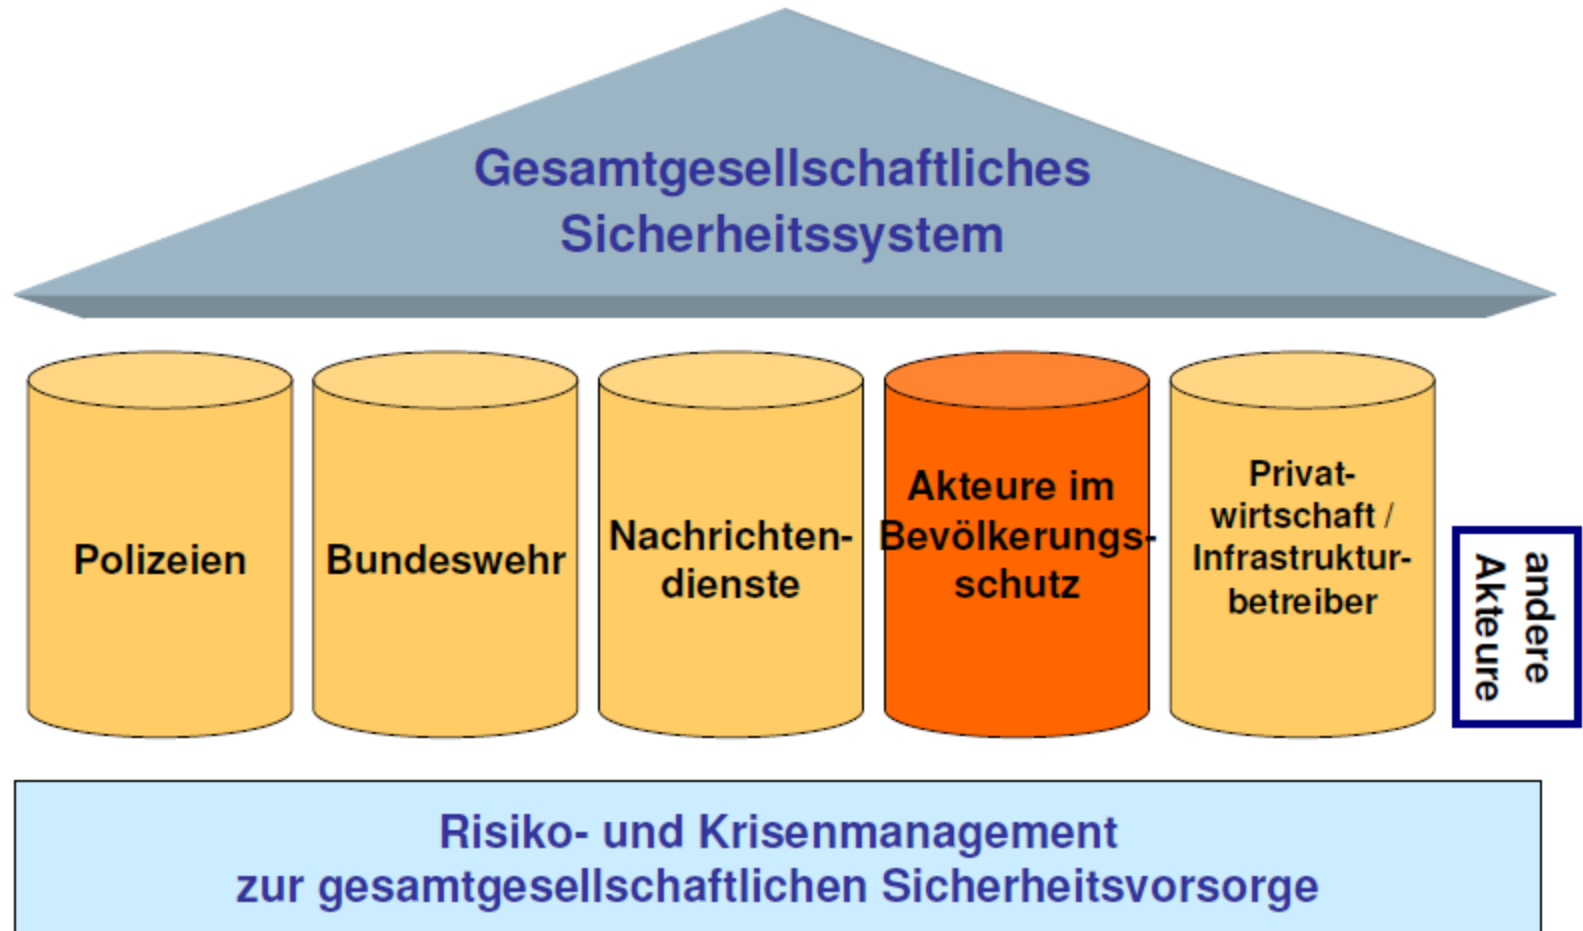 Gesamtgesellschaftliches
Sicherheitssystem
Polizeien
Bundeswehr
Nachrichten-
dienste
Akteure im
Bevölkerungs-
schutz
Privat-
wirtschaft /
Infrastruktur-
betreiber
andere
Akteure
Risiko- und Krisenmanagement
zur gesamtgesellschaftlichen Sicherheitsvorsorge